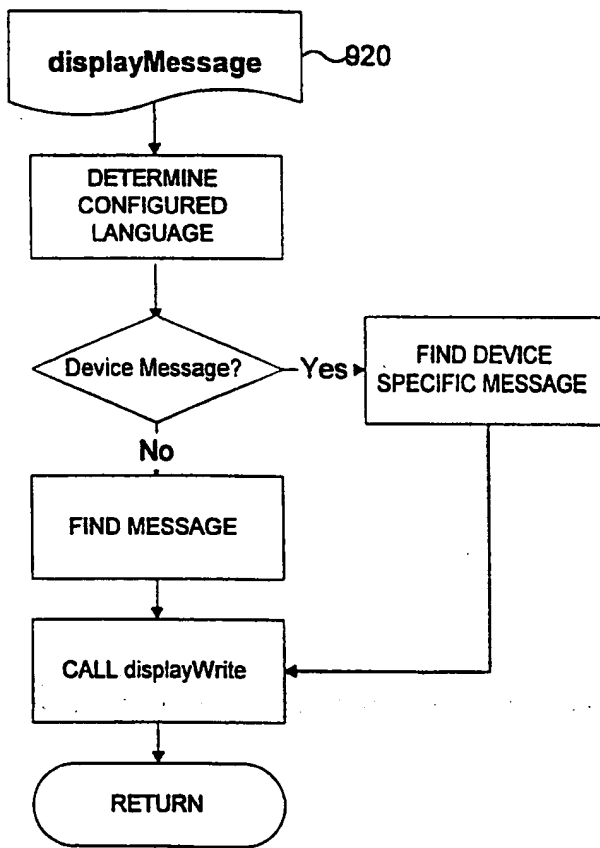 displayMessage
920
DETERMINE
CONFIGURED
LANGUAGE
Device Message?
Yes
FIND DEVICE
SPECIFIC MESSAGE
No
FIND MESSAGE
CALL displayWrite
RETURN